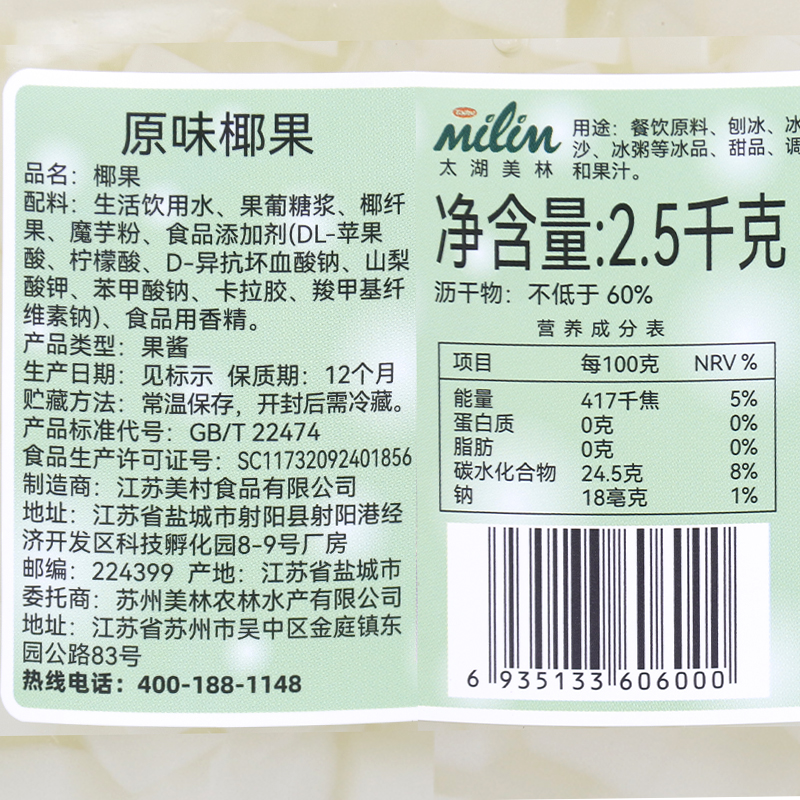 原味椰果
品名：椰果
配料：生活饮用水、果葡糖浆、椰纤
果、魔芋粉、食品添加剂(DL-苹果
酸、柠檬酸、D-异抗坏血酸钠、山梨
酸钾、苯甲酸钠、卡拉胶、羧甲基纤
维素钠)、食品用香精。
产品类型：果酱
生产日期：见标示 保质期：12个月
贮藏方法：常温保存，开封后需冷藏。
产品标准代号：GB/T 22474
食品生产许可证号：SC11732092401856
制造商：江苏美村食品有限公司
地址：江苏省盐城市射阳县射阳港经
济开发区科技孵化园8-9号厂房
邮编：224399 产地：江苏省盐城市
委托商：苏州美林农林水产有限公司
地址：江苏省苏州市吴中区金庭镇东
园公路83号
热线电话：400-188-1148
milin
太湖美林
用途：餐饮原料、刨冰、冰
沙、冰粥等冰品、甜品、调
和果汁。
净含量:2.5千克
沥干物：不低于 60%
营养成分表
项目 每100克 NRV %
能量 417千焦 5%
蛋白质 0克 0%
脂肪 0克 0%
碳水化合物 24.5克 8%
钠 18毫克 1%
6 935133 606000